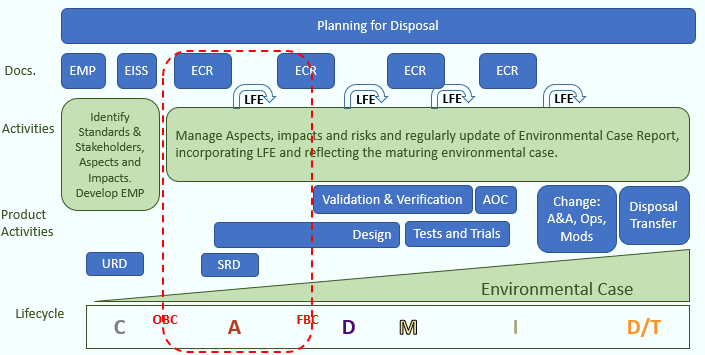 Planning for Disposal
Docs.
EMP
EISS
ECR
ECR
ECR
ECR
LFE
LFE
LFE
LFE
Activities
Identify
Standards &
Stakeholders,
Aspects and
Impacts.
Develop EMP
Manage Aspects, impacts and risks and regularly update of Environmental Case Report,
incorporating LFE and reflecting the maturing environmental case.
Product
Activities
Validation & Verification
AOC
Change:
A&A, Ops,
Mods
Disposal
Transfer
Design
Tests and Trials
URD
SRD
Environmental Case
Lifecycle
C
OBC
A
FBC
D
M
I
D/T